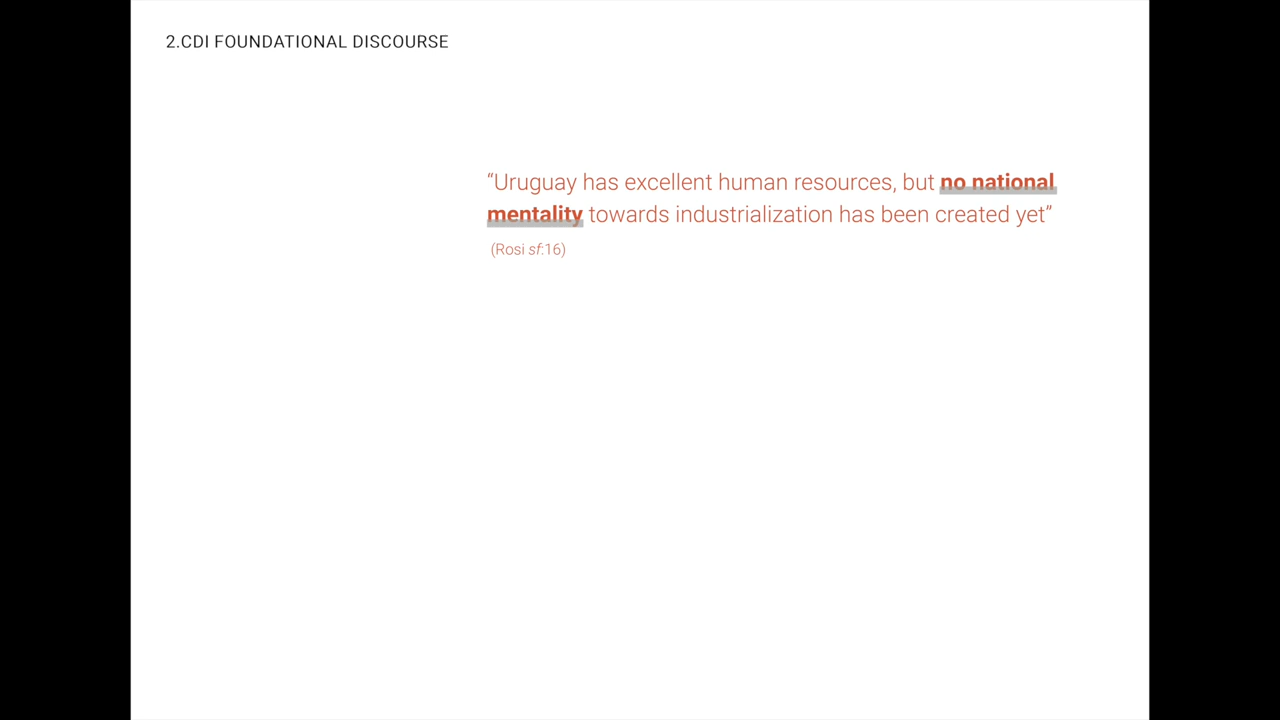 2.CDI FOUNDATIONAL DISCOURSE
“Uruguay has excellent human resources, but no national
mentality towards industrialization has been created yet”
(Rosi sf:16)